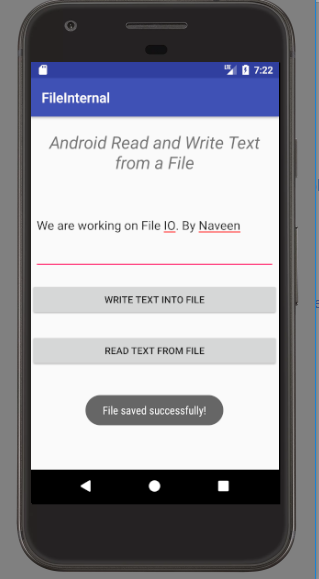 7:22
FileInternal
Android Read and Write Text
from a File
We are working on File IO. By Naveen
WRITE TEXT INTO FILE
READ TEXT FROM FILE
File saved successfully!